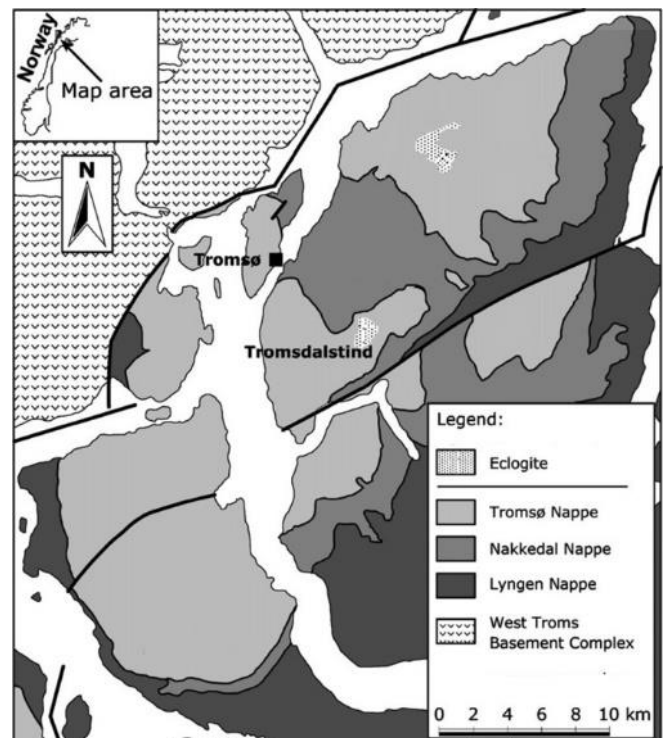 Norway
Map area
N
Tromsø
Tromsdalstind
Legend:
Eclogite
Tromsø Nappe
Nakkedal Nappe
Lyngen Nappe
West Troms
Basement Complex
0 2 4 6 8 10 km